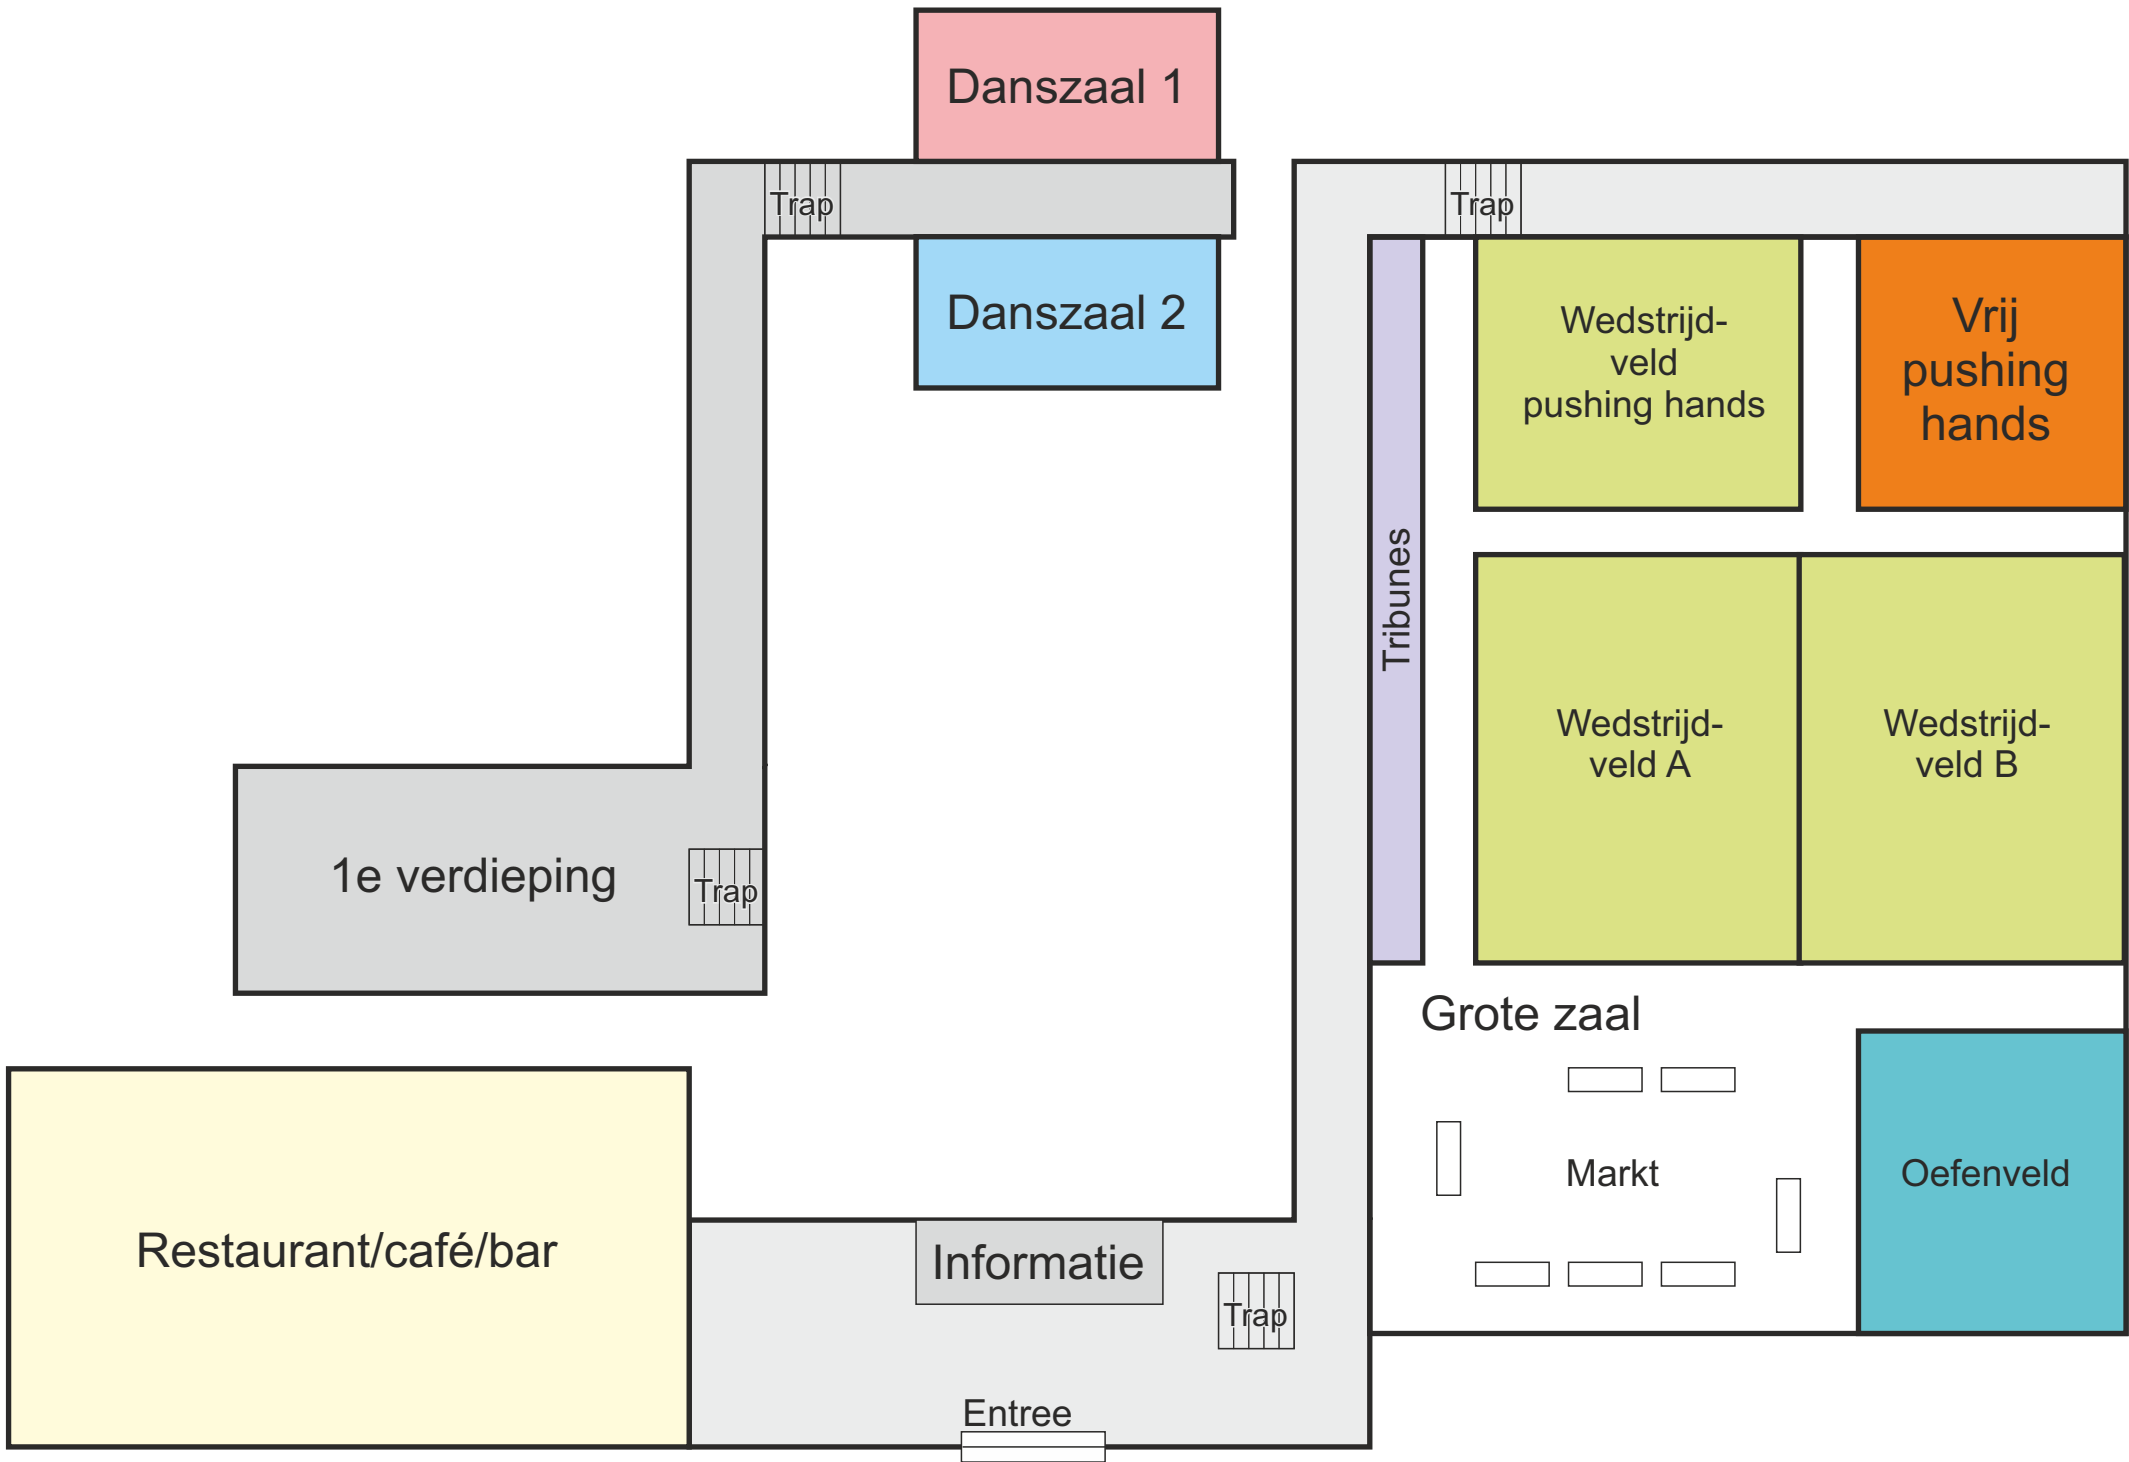 Danszaal 1
Trap
Danszaal 2
Trap
Wedstrijd-
veld
pushing hands
Vrij
pushing
hands
Tribunes
Wedstrijd-
veld A
Wedstrijd-
veld B
1e verdieping
Trap
Grote zaal
Markt
Oefenveld
Restaurant/café/bar
Informatie
Trap
Entree